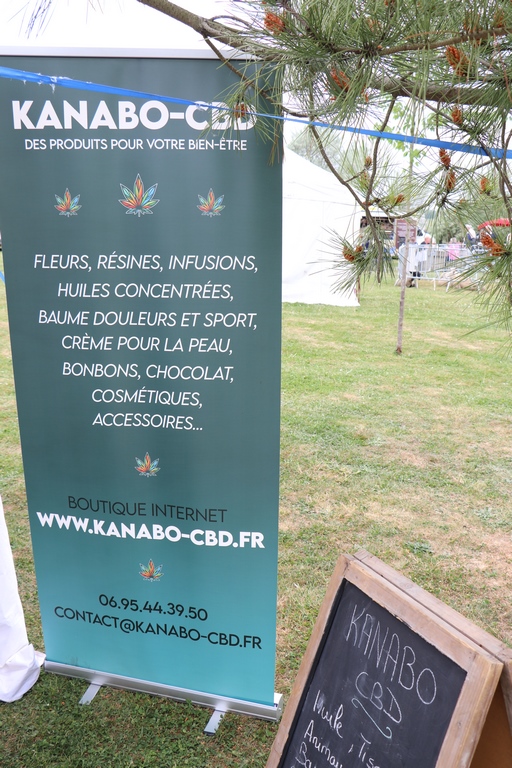 KANABO-CBD
DES PRODUITS POUR VOTRE BIEN-ÊTRE
FLEURS, RÉSINES, INFUSIONS,
HUILES CONCENTRÉES,
BAUME DOULEURS ET SPORT,
CRÈME POUR LA PEAU,
BONBONS, CHOCOLAT,
COSMÉTIQUES,
ACCESSOIRES...
BOUTIQUE INTERNET
WWW.KANABO-CBD.FR
06.95.44.39.50
CONTACT@KANABO-CBD.FR
KANABO
CBD